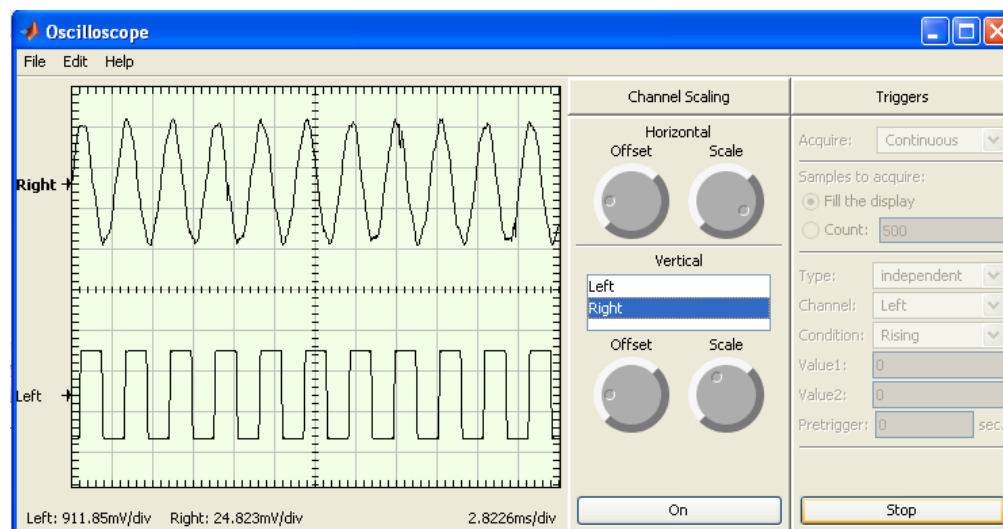 Oscilloscope
File Edit Help
Channel Scaling
Triggers
Horizontal
Offset Scale
Vertical
Left
Right
Offset Scale
On
Acquire: Continuous
Samples to acquire:
Fill the display
Count: 500
Type: independent
Channel: Left
Condition: Rising
Value1: 0
Value2: 0
Pretrigger: 0 sec.
Stop
Right
Left
Left: 911.85mV/div Right: 24.823mV/div 2.8226ms/div